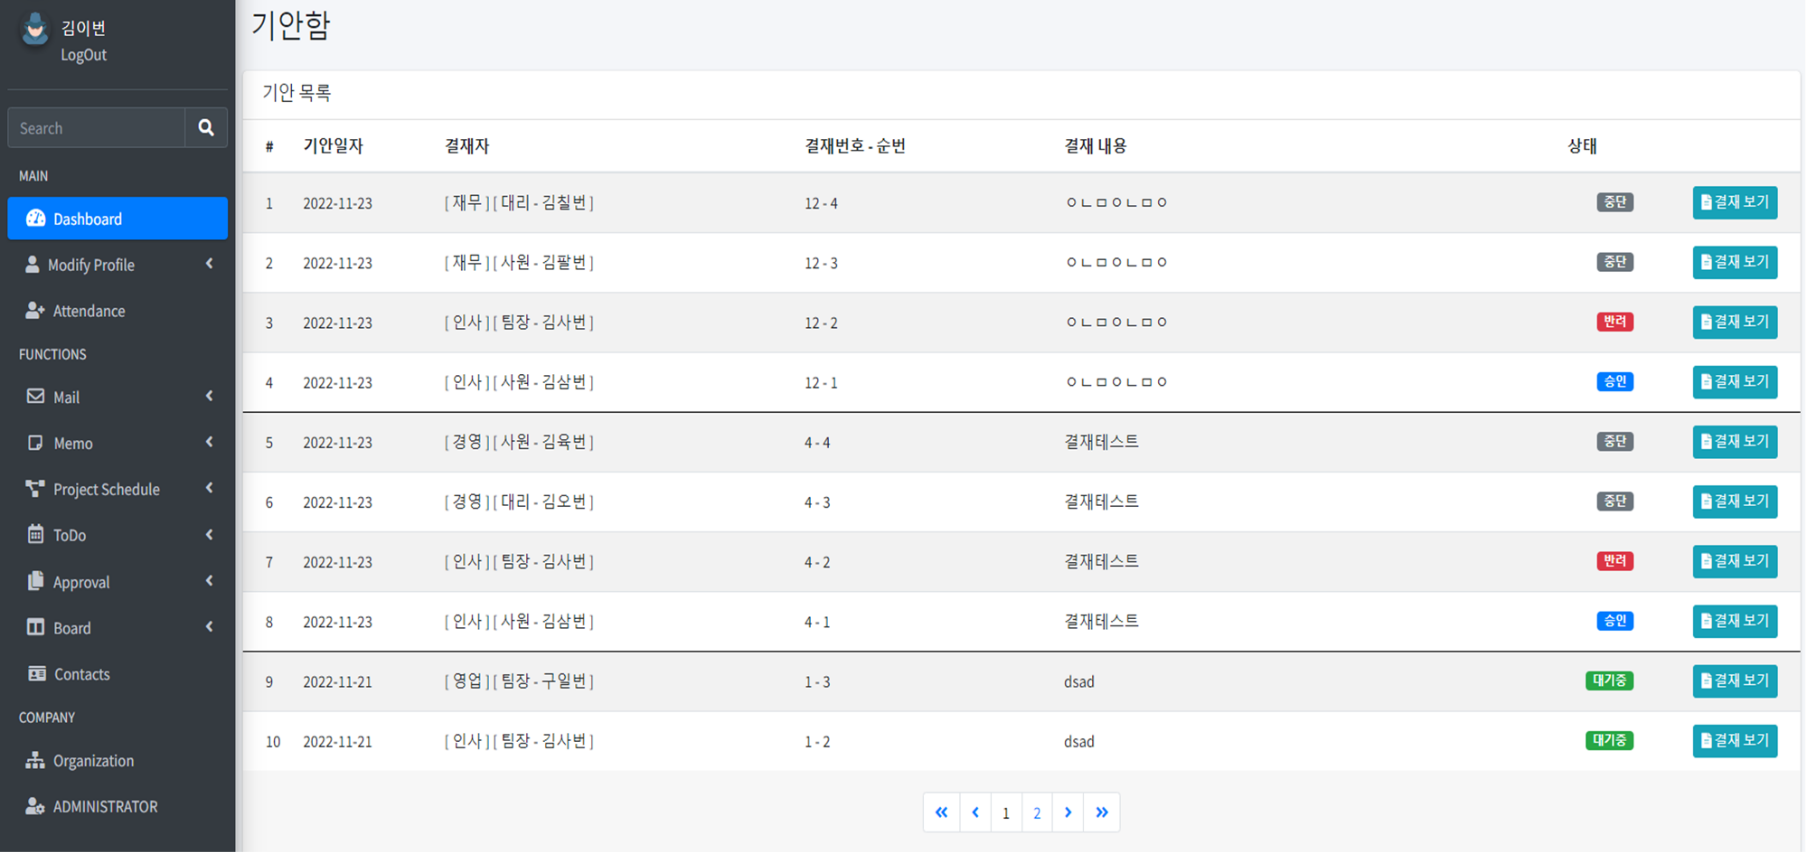 김이번
LogOut
Search
MAIN
Dashboard
Modify Profile
Attendance
FUNCTIONS
Mail
Memo
Project Schedule
ToDo
Approval
Board
Contacts
COMPANY
Organization
ADMINISTRATOR
기안함
기안 목록
# 기안일자 결재자 결재번호 - 순번 결재 내용 상태
1 2022-11-23 [ 재무 ] [ 대리 - 김칠번 ] 12 - 4 ㅇㄴㅁㅇㄴㅁㅇ 중단 결재 보기
2 2022-11-23 [ 재무 ] [ 사원 - 김팔번 ] 12 - 3 ㅇㄴㅁㅇㄴㅁㅇ 중단 결재 보기
3 2022-11-23 [ 인사 ] [ 팀장 - 김사번 ] 12 - 2 ㅇㄴㅁㅇㄴㅁㅇ 반려 결재 보기
4 2022-11-23 [ 인사 ] [ 사원 - 김삼번 ] 12 - 1 ㅇㄴㅁㅇㄴㅁㅇ 승인 결재 보기
5 2022-11-23 [ 경영 ] [ 사원 - 김육번 ] 4 - 4 결재테스트 중단 결재 보기
6 2022-11-23 [ 경영 ] [ 대리 - 김오번 ] 4 - 3 결재테스트 중단 결재 보기
7 2022-11-23 [ 인사 ] [ 팀장 - 김사번 ] 4 - 2 결재테스트 반려 결재 보기
8 2022-11-23 [ 인사 ] [ 사원 - 김삼번 ] 4 - 1 결재테스트 승인 결재 보기
9 2022-11-21 [ 영업 ] [ 팀장 - 구일번 ] 1 - 3 dsad 대기중 결재 보기
10 2022-11-21 [ 인사 ] [ 팀장 - 김사번 ] 1 - 2 dsad 대기중 결재 보기
« ‹ 1 2 › »